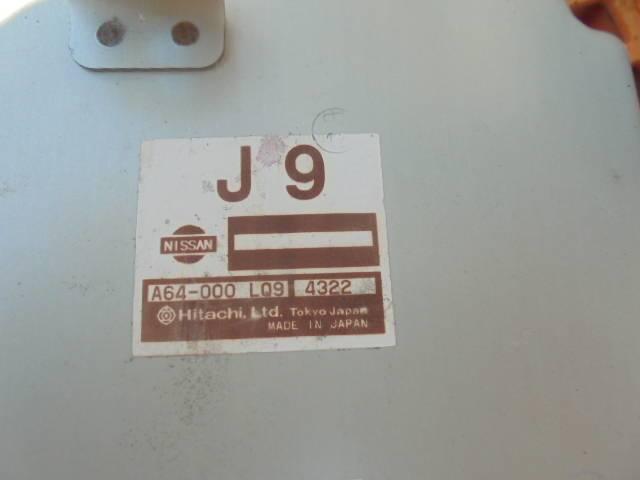 J 9
NISSAN
A64-000 LQ9 4322
Hitachi, Ltd. Tokyo Japan
MADE IN JAPAN